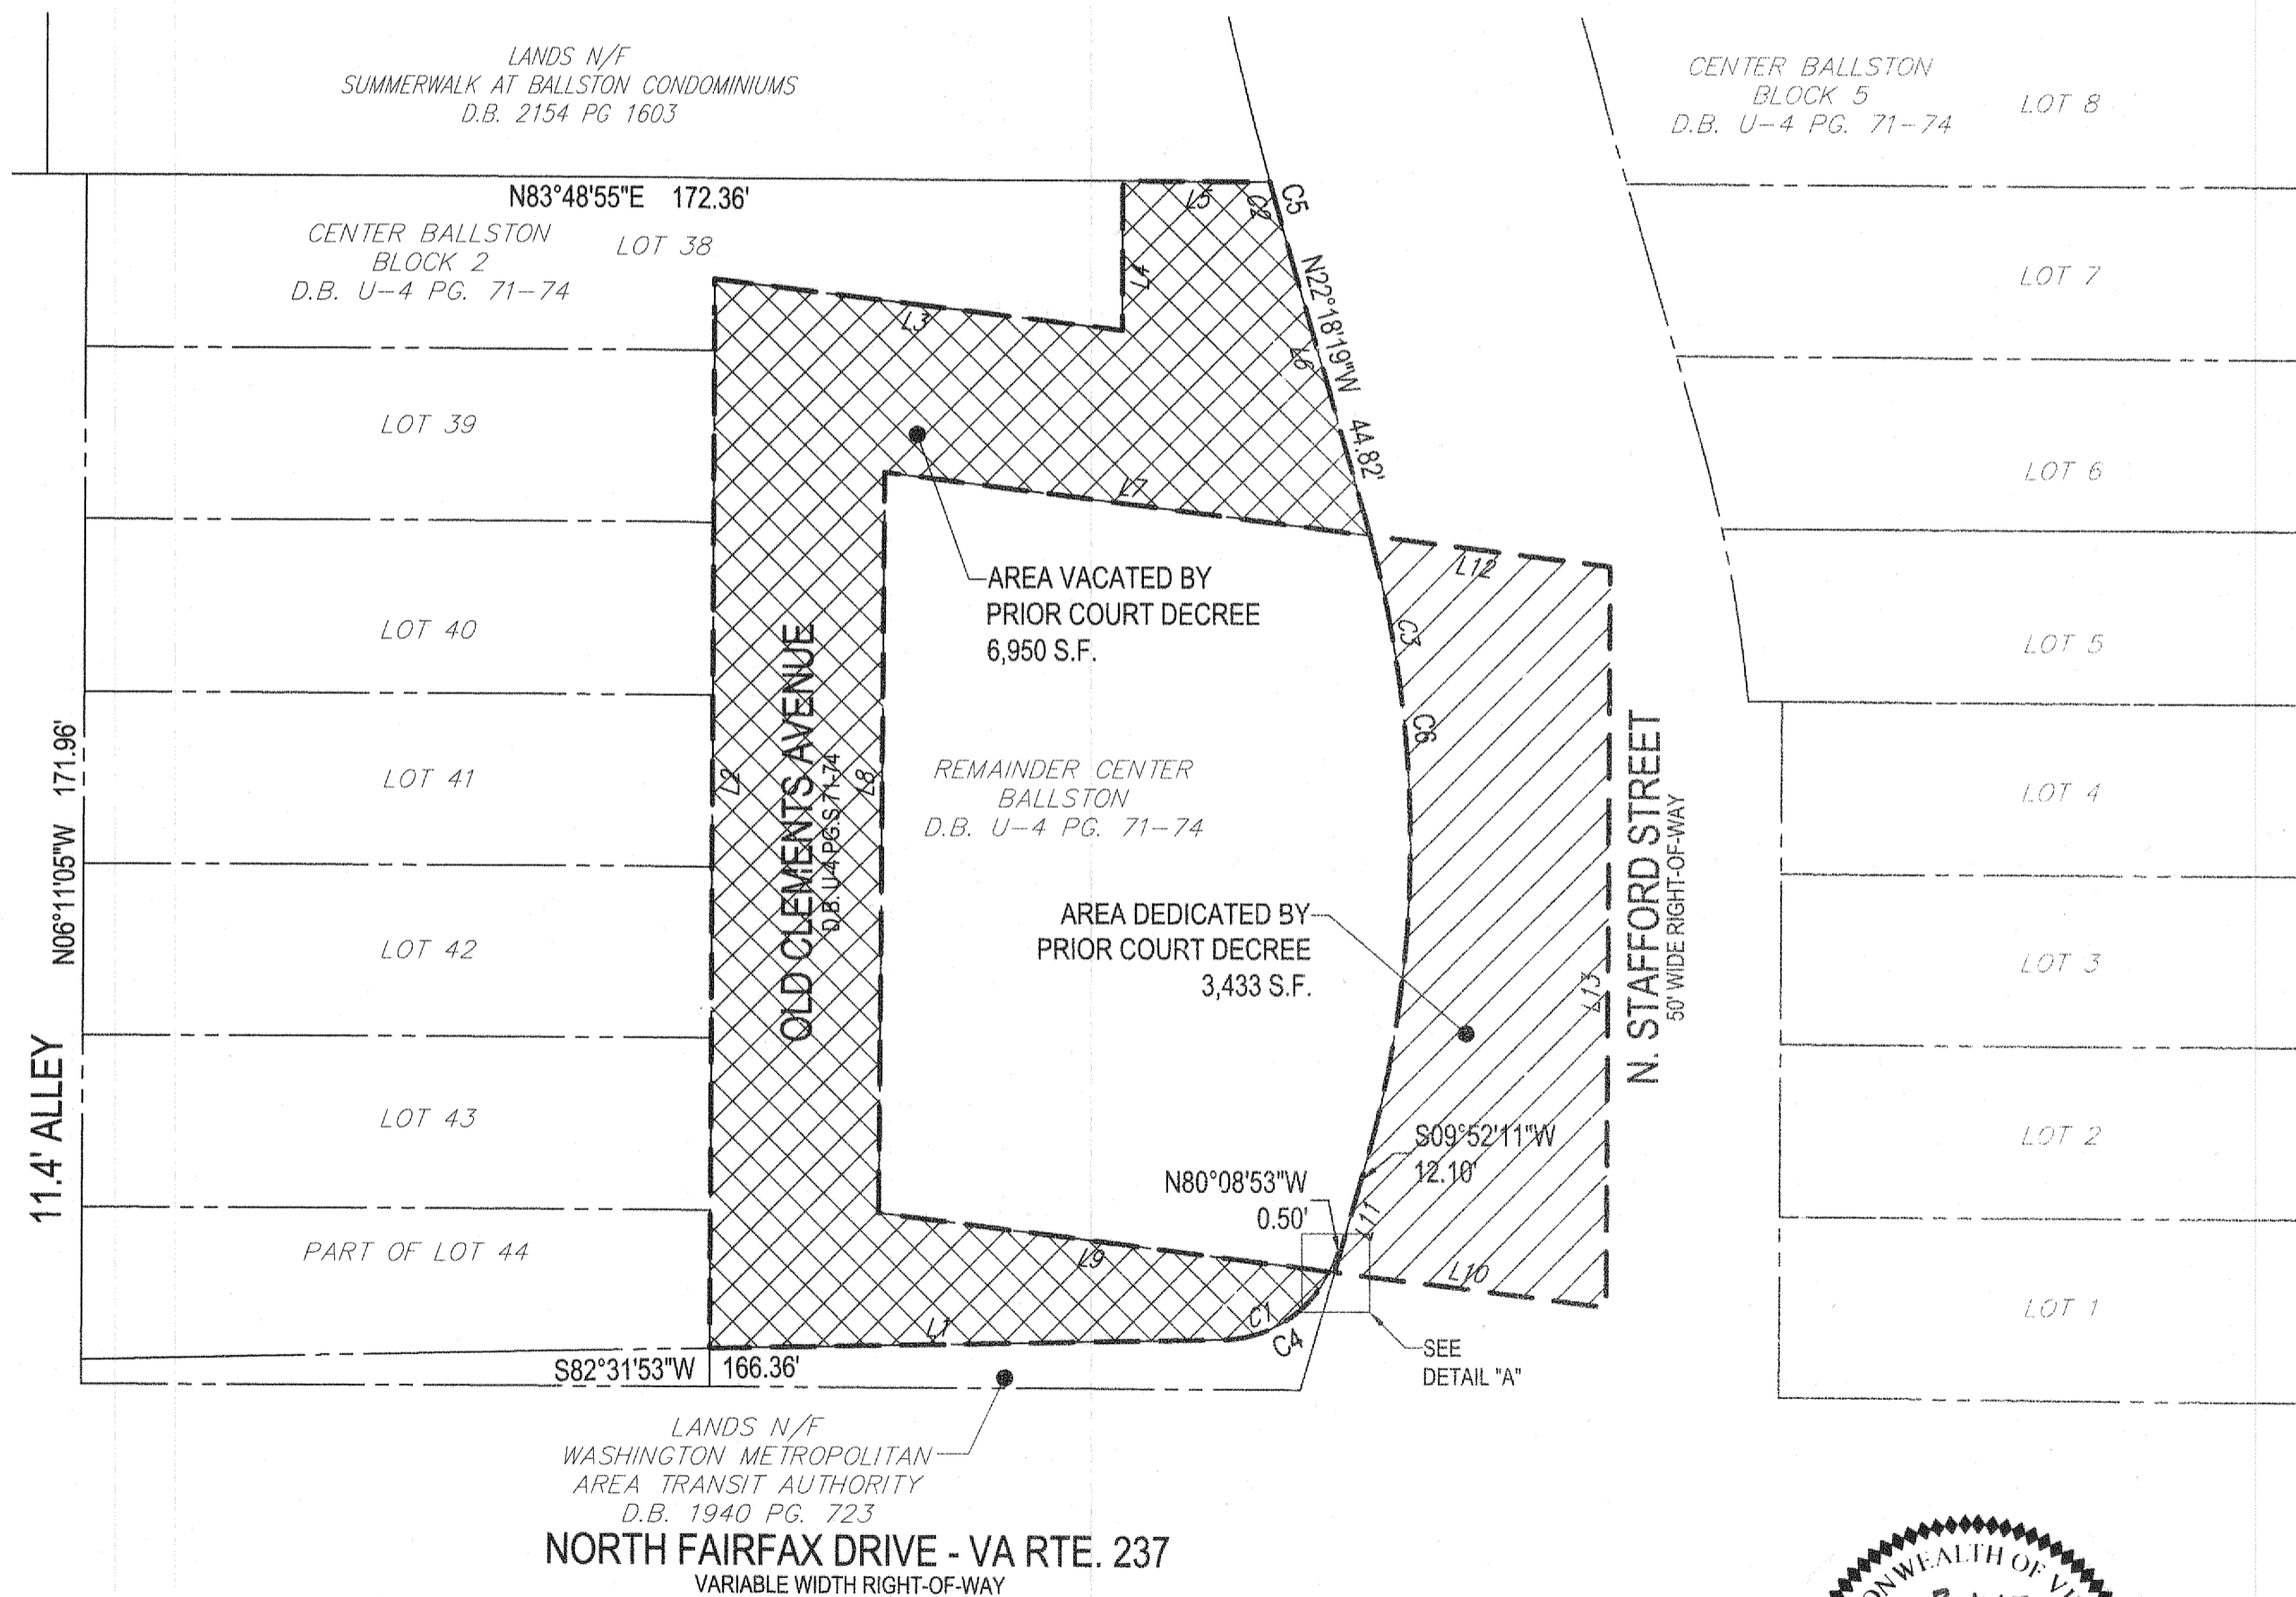 LANDS N/F
SUMMERWALK AT BALLSTON CONDOMINIUMS
D.B. 2154 PG 1603
CENTER BALLSTON
BLOCK 5
D.B. U-4 PG. 71-74
LOT 8
N83°48'55"E 172.36'
L5
C2
C5
CENTER BALLSTON
BLOCK 2
D.B. U-4 PG. 71-74
LOT 38
L4
LOT 7
L3
N22°18'19"W 44.82'
L6
LOT 39
LOT 6
L7
AREA VACATED BY
PRIOR COURT DECREE
6,950 S.F.
L12
LOT 40
C3
LOT 5
C6
OLD CLEMENTS AVENUE
D.B. U-4 PG.S 71-74
L2
L8
LOT 41
REMAINDER CENTER
BALLSTON
D.B. U-4 PG. 71-74
LOT 4
N06°11'05"W 171.96'
N. STAFFORD STREET
50' WIDE RIGHT-OF-WAY
AREA DEDICATED BY
PRIOR COURT DECREE
3,433 S.F.
LOT 42
LOT 3
L13
11.4' ALLEY
LOT 43
S09°52'11"W
12.10'
LOT 2
N80°08'53"W
0.50'
L11
PART OF LOT 44
L9
L10
LOT 1
L1
C1
C4
SEE
DETAIL "A"
S82°31'53"W 166.36'
LANDS N/F
WASHINGTON METROPOLITAN
AREA TRANSIT AUTHORITY
D.B. 1940 PG. 723
NORTH FAIRFAX DRIVE - VA RTE. 237
VARIABLE WIDTH RIGHT-OF-WAY
ONWEALTH OF